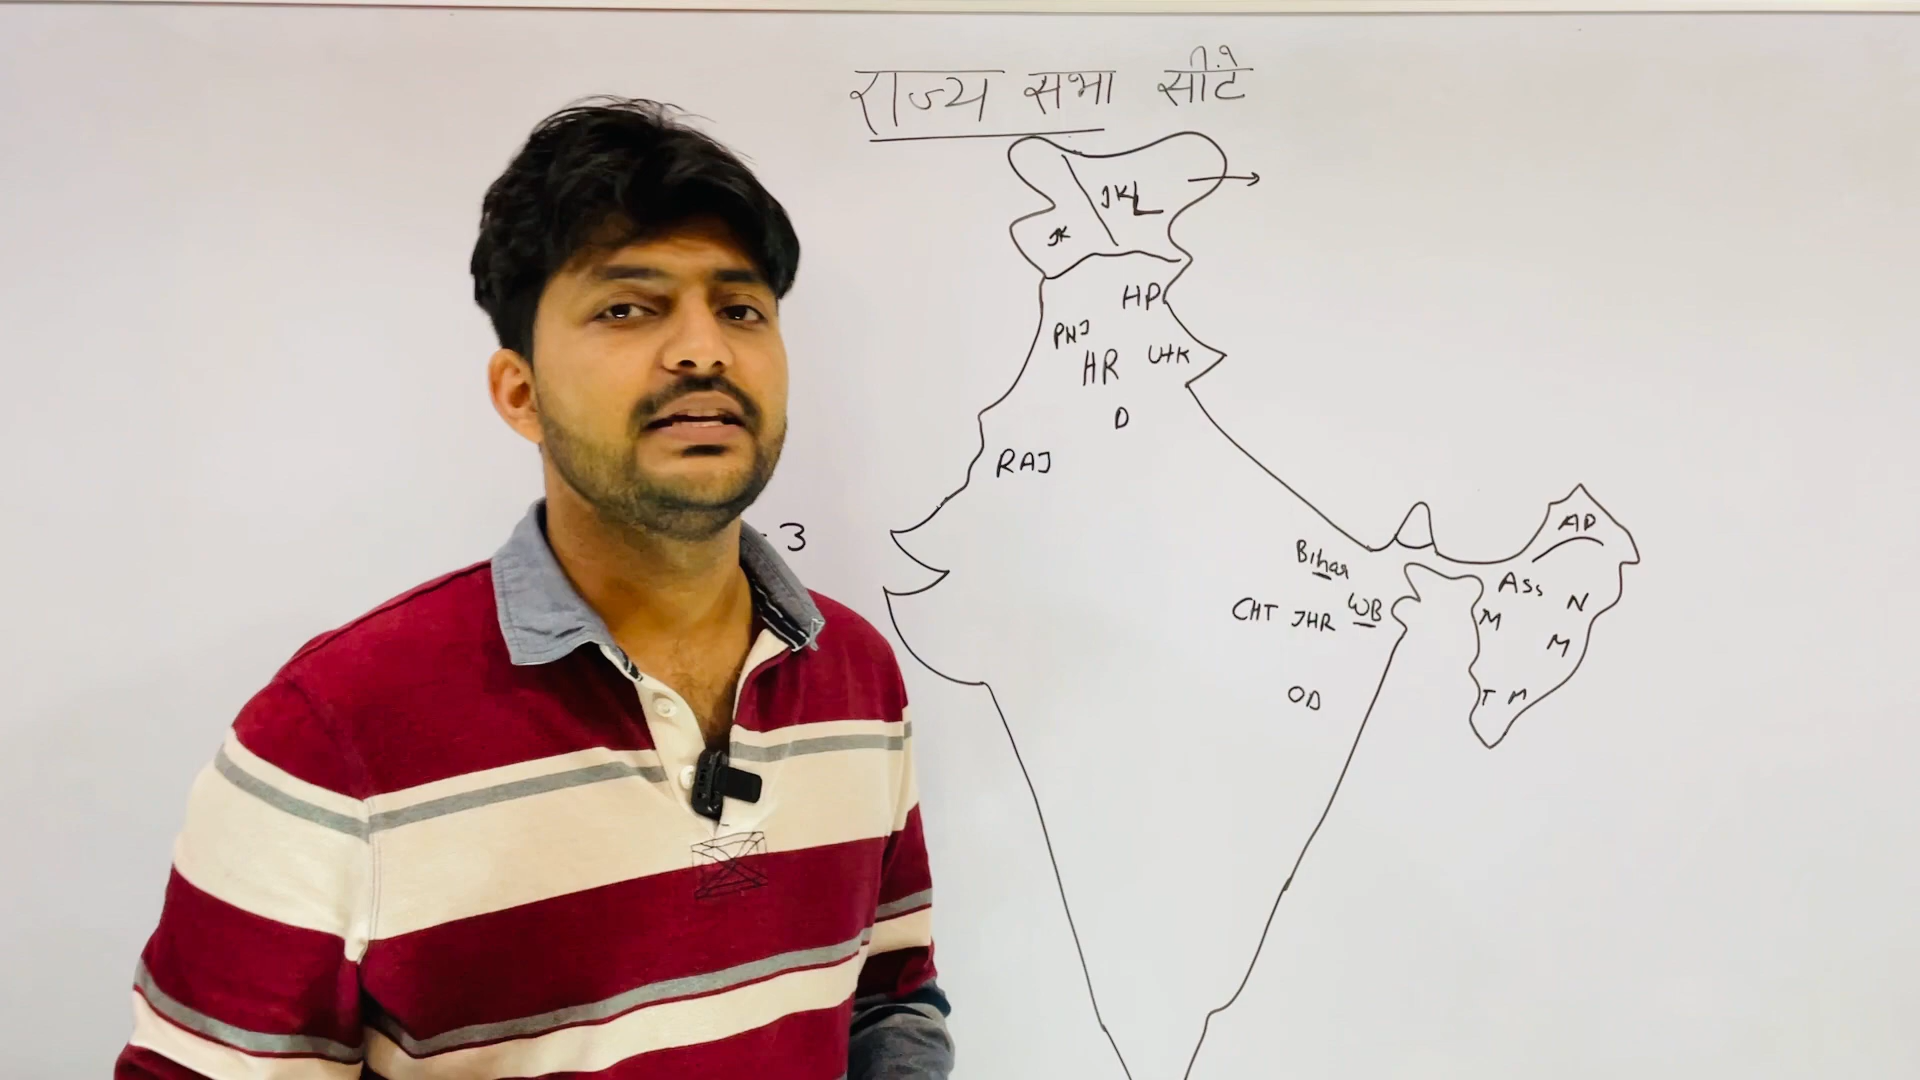 राज्य सभा सीटें
JKL
JK
HP
PNJ
HR
UtK
D
RAJ
3
AP
Bihar
Ass
N
CHT JHR WB
M
M
OD
T M